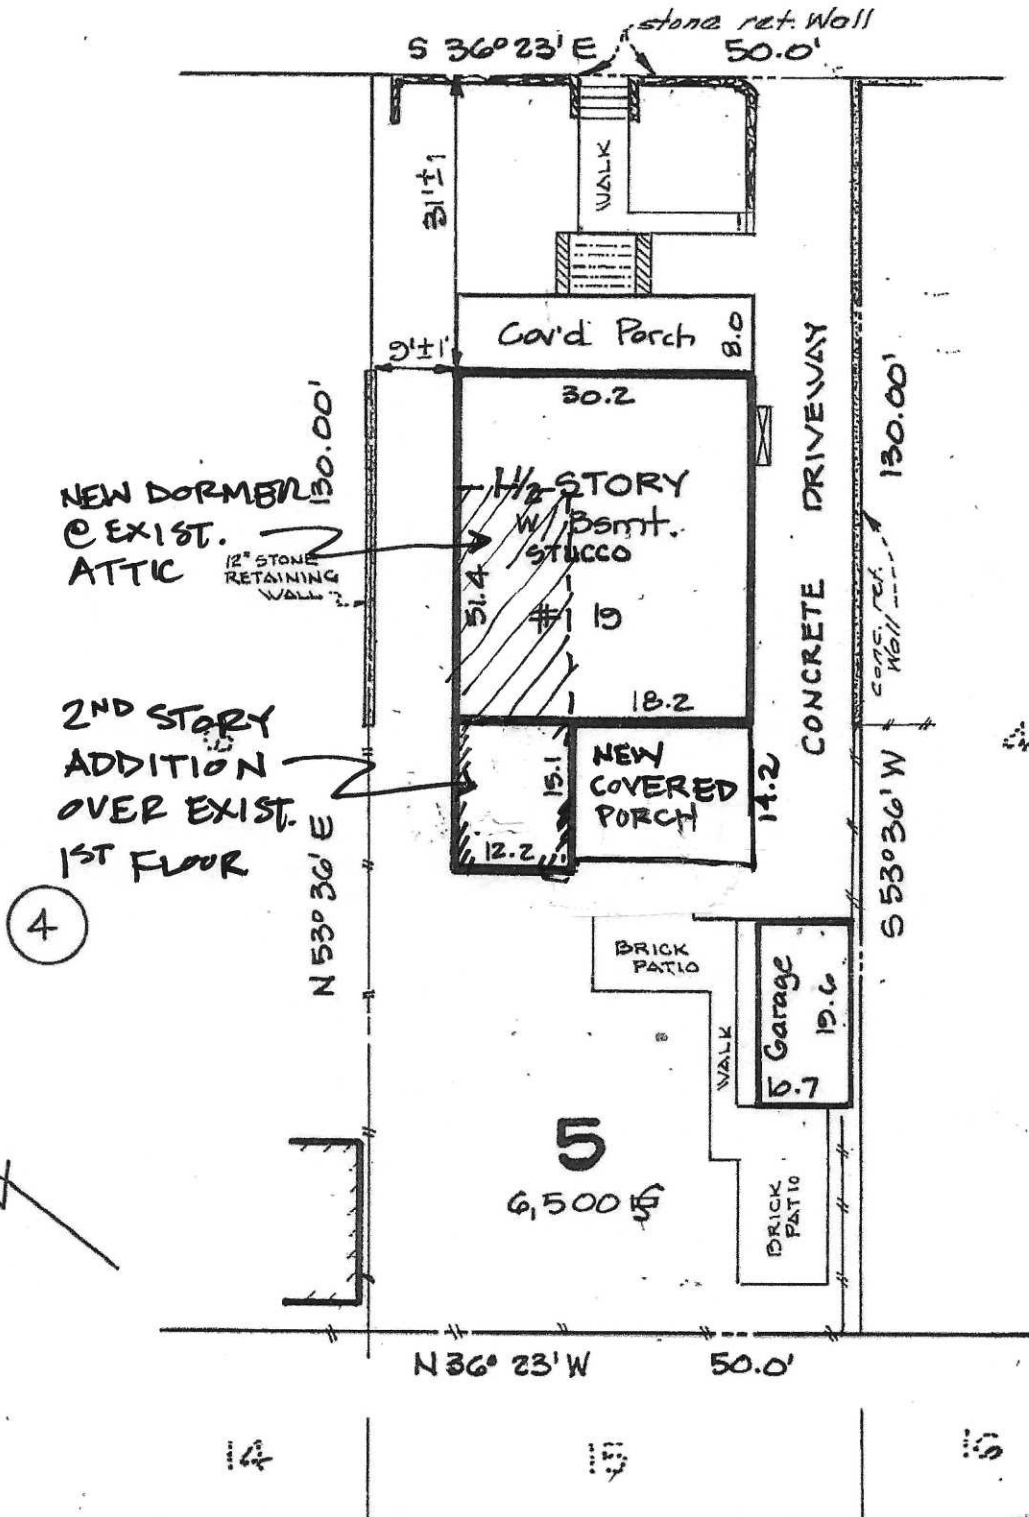 stone ret. Wall
S 36° 23' E
50.0'
31'±1
WALK
Cov'd Porch
8.0
9'±1'
30.2
130.00'
DRIVEWAY
130.00'
1½-STORY
W/ Bsmt.
STUCCO
NEW DORMER
@ EXIST.
ATTIC
12" STONE
RETAINING
WALL
51.4
# 19
CONCRETE
conc. ret.
Wall
18.2
2ND STORY
ADDITION
OVER EXIST.
1ST FLOOR
15.1
12.2
NEW
COVERED
PORCH
14.2
N 53° 36' E
S 53° 36' W
4
BRICK
PATIO
WALK
Garage
19.6
5
6,500
BRICK
PATIO
N 36° 23' W
50.0'
14
15